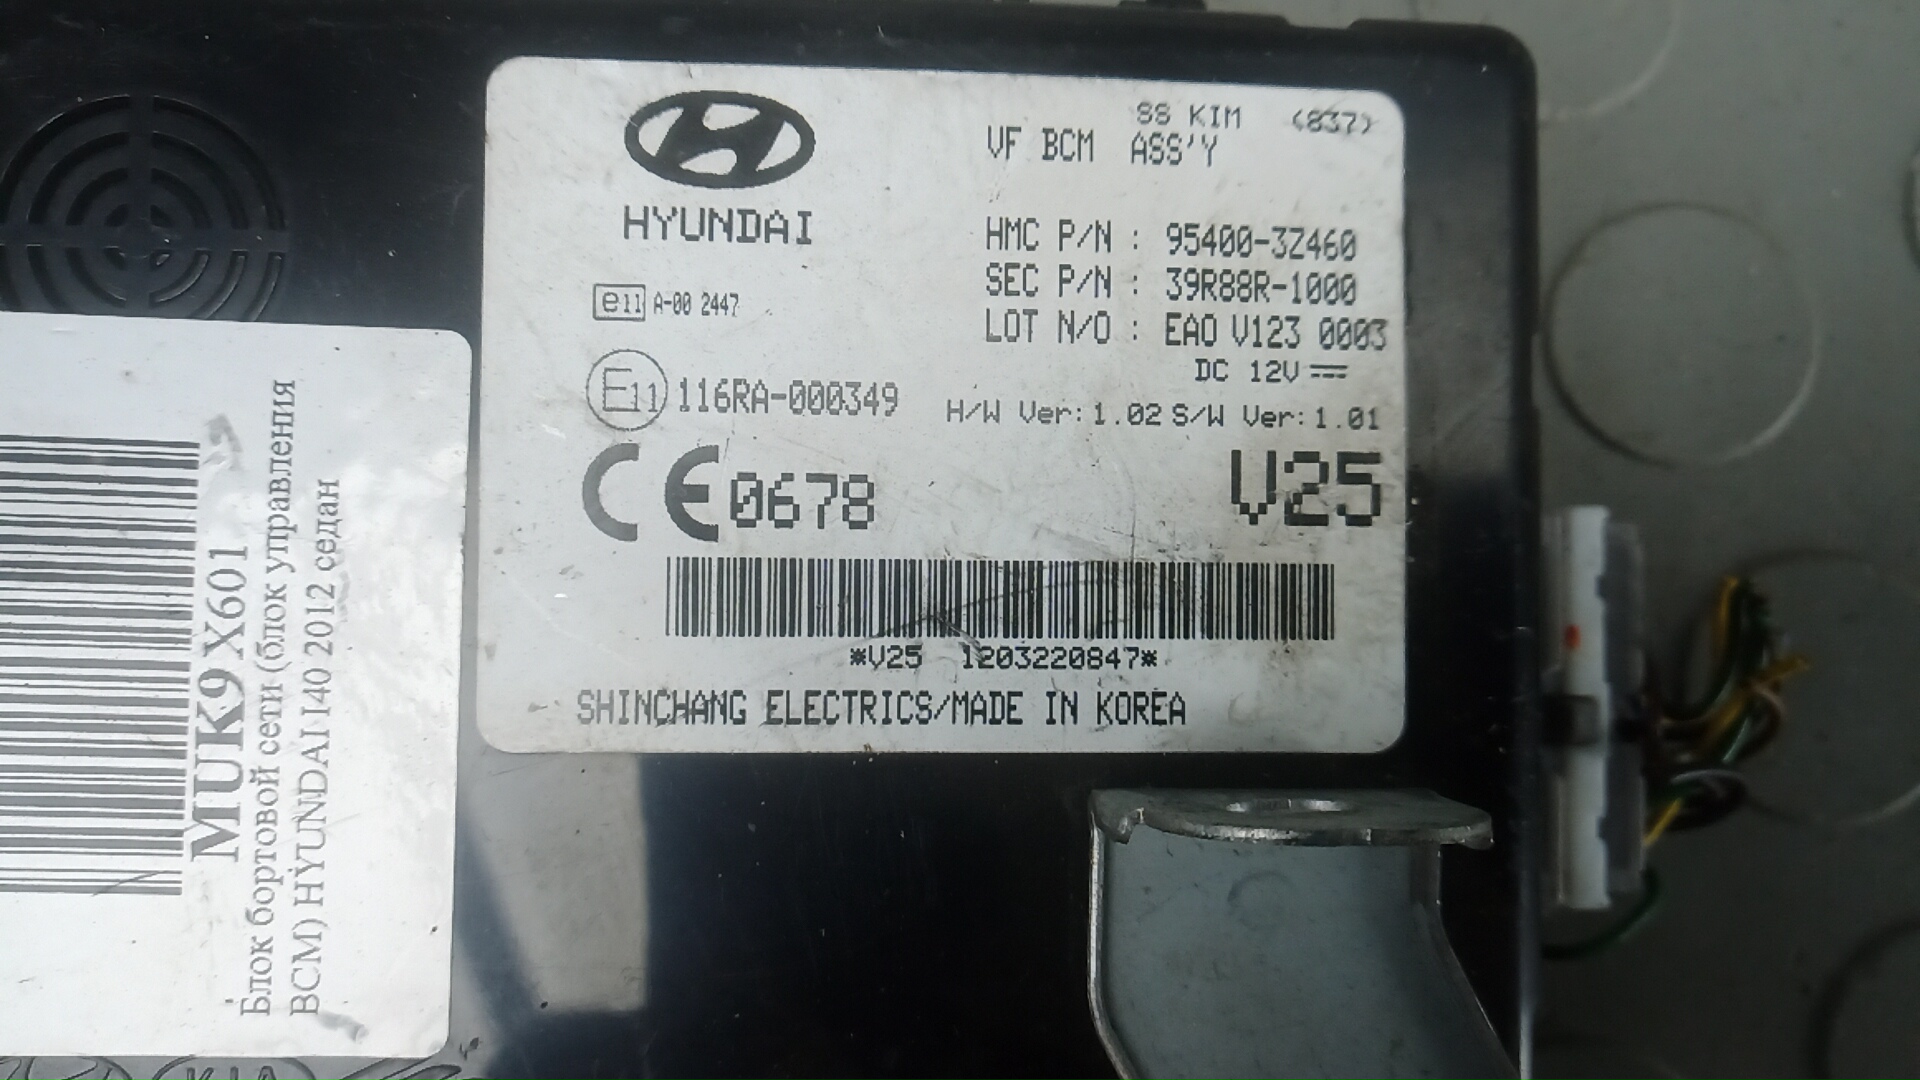 SS KIM (837)
VF BCM ASS'Y
HYUNDAI
HMC P/N : 95400-3Z460
SEC P/N : 39R88R-1000
LOT N/O : EAO V123 0003
DC 12V
e11 A-00 2447
E11 116RA-000349
H/W Ver:1.02 S/W Ver:1.01
CE 0678
V25
*V25 1203220847*
SHINCHANG ELECTRICS/MADE IN KOREA
MUK9X601
Блок бортовой сети (блок управления
BCM) HYUNDAI I40 2012 седан
KIA